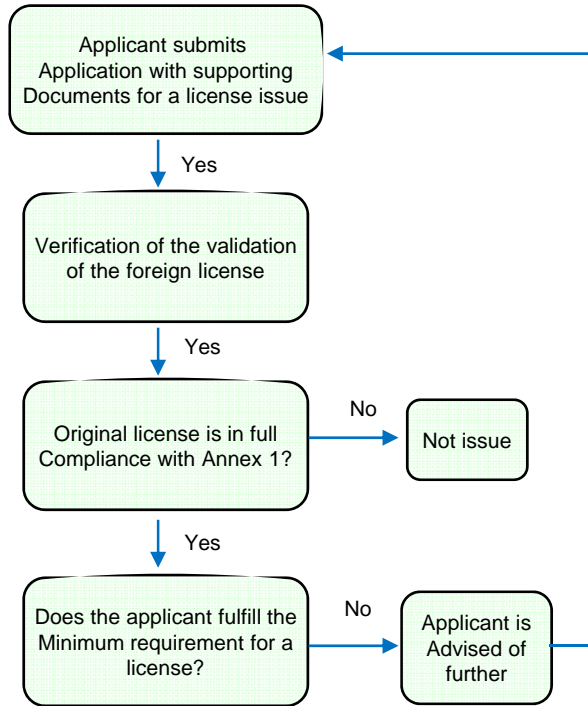 Applicant submits
Application with supporting
Documents for a license issue
Yes
Verification of the validation
of the foreign license
Yes
Original license is in full
Compliance with Annex 1?
No
Not issue
Yes
Does the applicant fulfill the
Minimum requirement for a
license?
No
Applicant is
Advised of
further